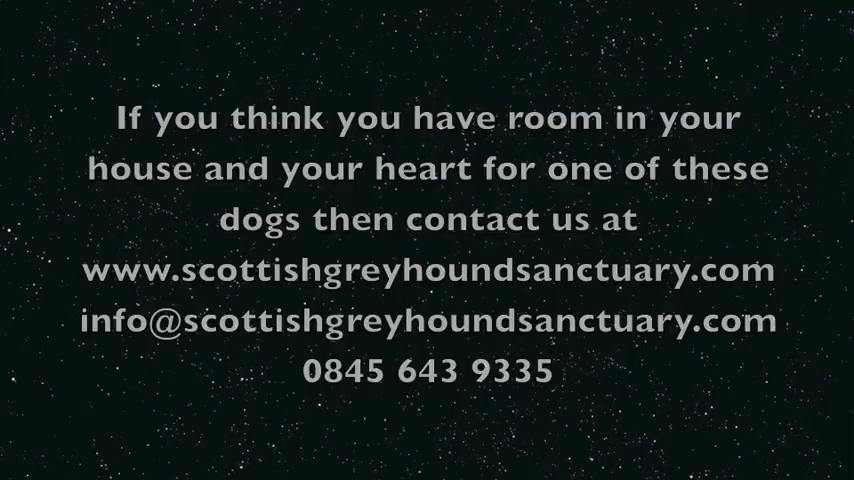 If you think you have room in your
house and your heart for one of these
dogs then contact us at
www.scottishgreyhoundsanctuary.com
info@scottishgreyhoundsanctuary.com
0845 643 9335